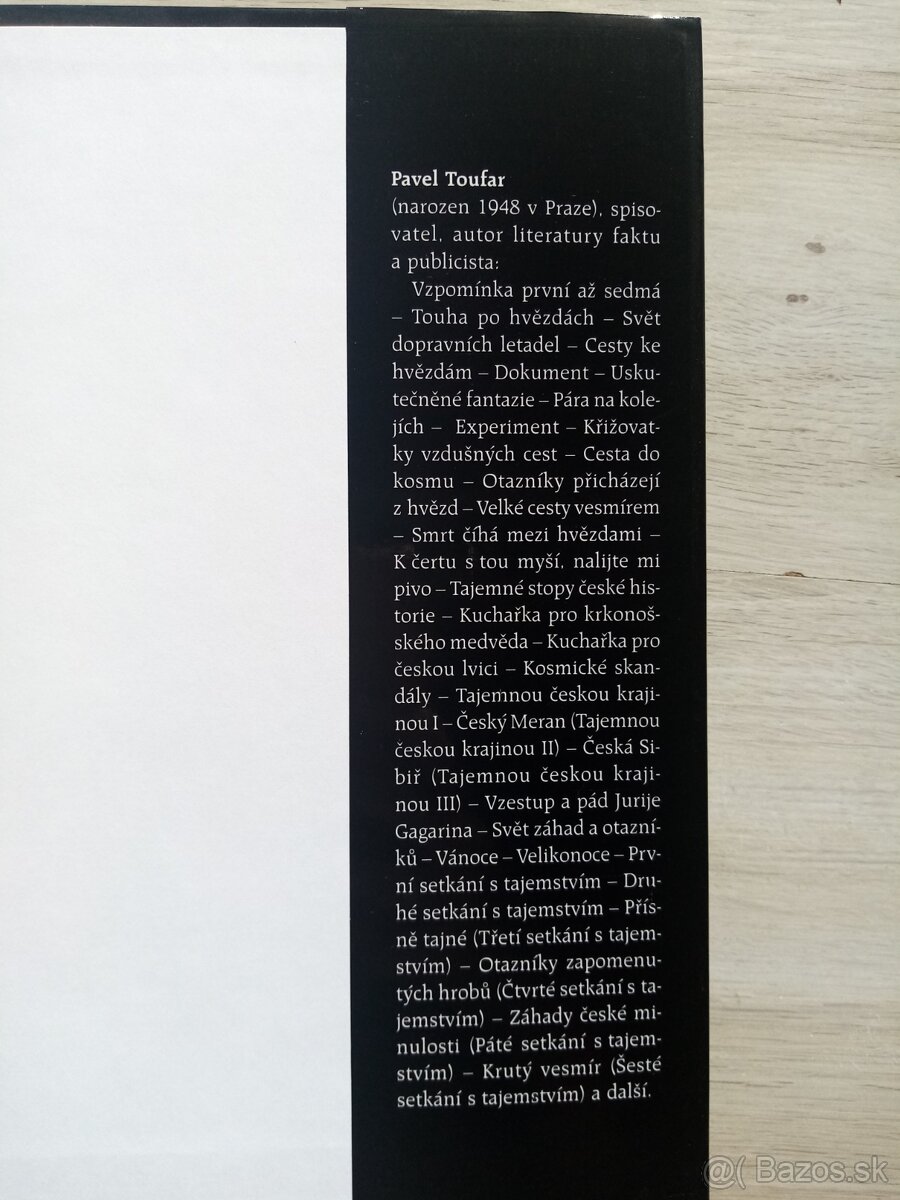 Pavel Toufar
(narozen 1948 v Praze), spiso-
vatel, autor literatury faktu
a publicista:
Vzpomínka první až sedmá
– Touha po hvězdách – Svět
dopravních letadel – Cesty ke
hvězdám – Dokument – Usku-
tečněné fantazie – Pára na kole-
jích – Experiment – Křižovat-
ky vzdušných cest – Cesta do
kosmu – Otazníky přicházejí
z hvězd – Velké cesty vesmírem
– Smrt číhá mezi hvězdami –
K čertu s tou myší, nalijte mi
pivo – Tajemné stopy české his-
torie – Kuchařka pro krkonoš-
ského medvěda – Kuchařka pro
českou lvici – Kosmické skan-
dály – Tajemnou českou kraji-
nou I – Český Meran (Tajemnou
českou krajinou II) – Česká Si-
biř (Tajemnou českou kraji-
nou III) – Vzestup a pád Jurije
Gagarina – Svět záhad a otazní-
ků – Vánoce – Velikonoce – Prv-
ní setkání s tajemstvím – Dru-
hé setkání s tajemstvím – Přís-
ně tajné (Třetí setkání s tajem-
stvím) – Otazníky zapomenu-
tých hrobů (Čtvrté setkání s ta-
jemstvím) – Záhady české mi-
nulosti (Páté setkání s tajem-
stvím) – Krutý vesmír (Šesté
setkání s tajemstvím) a další.
@( Bazos.sk